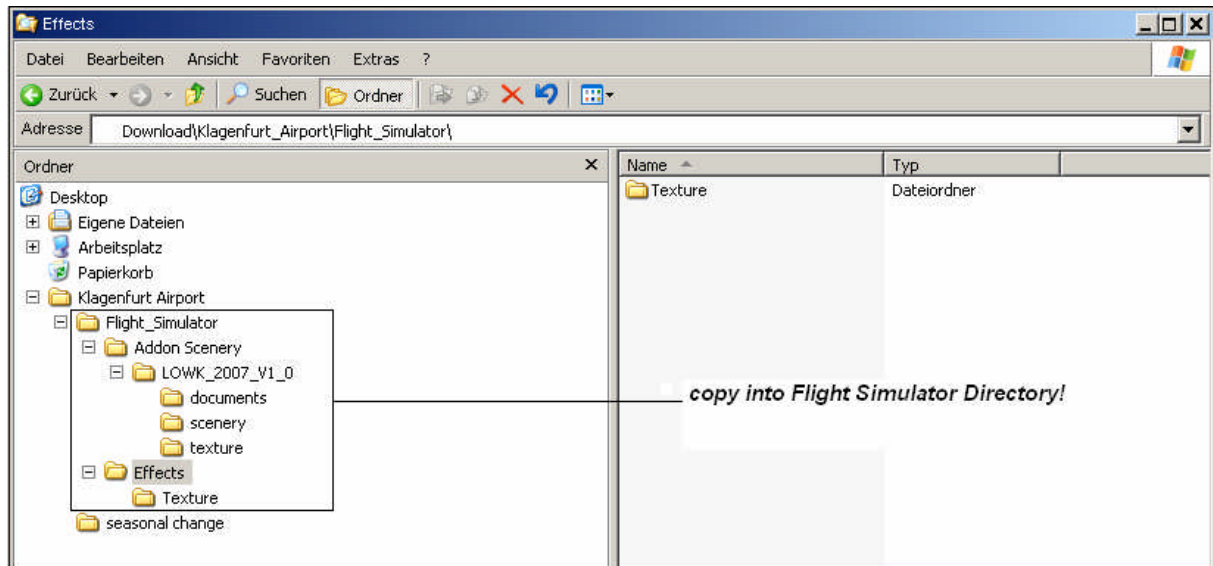 Effects
Datei Bearbeiten Ansicht Favoriten Extras ?
Zurück Suchen Ordner
Adresse Download\Klagenfurt_Airport\Flight_Simulator\
Ordner
Desktop
Eigene Dateien
Arbeitsplatz
Papierkorb
Klagenfurt Airport
Flight_Simulator
Addon Scenery
LOWK_2007_V1_0
documents
scenery
texture
Effects
Texture
seasonal change
Name Typ
Texture Dateiordner
copy into Flight Simulator Directory!